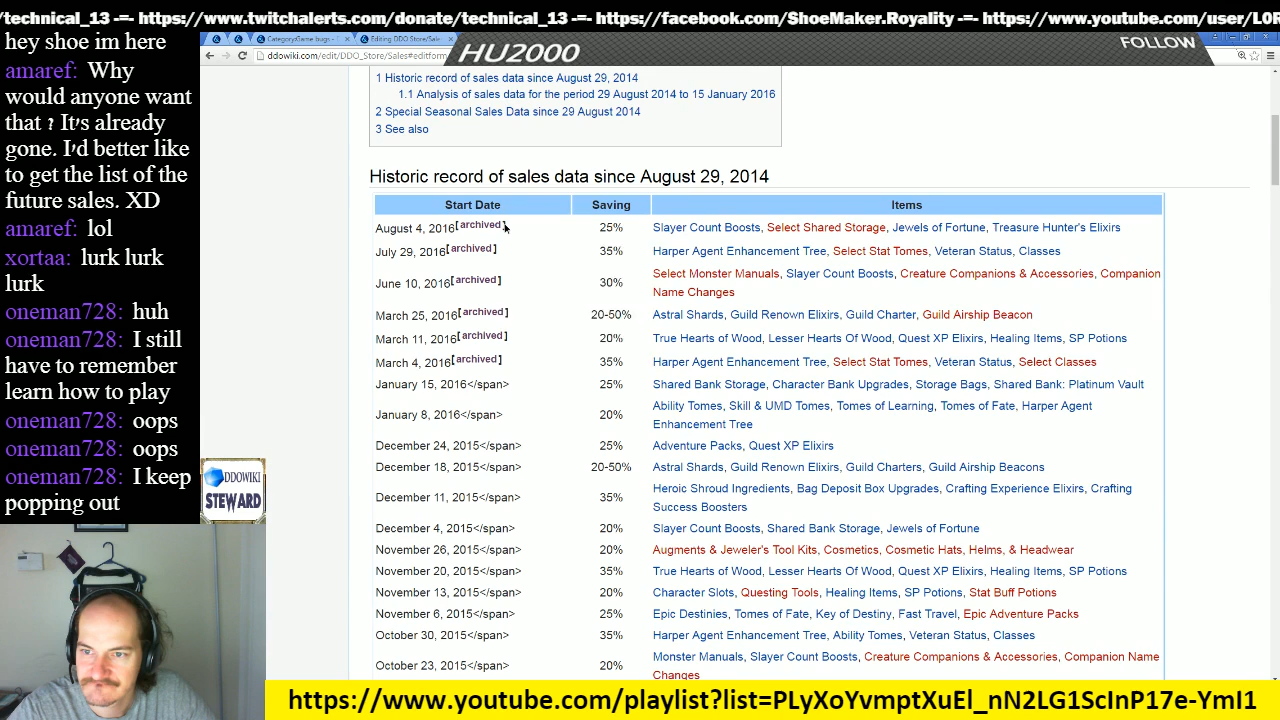 /technical_13 -=- https://www.twitchalerts.com/donate/technical_13 -=- https://facebook.com/ShoeMaker.Royality -=- https://www.youtube.com/user/L0R
hey shoe im here
amaref: Why
would anyone want
that ? It's already
gone. I'd better like
to get the list of the
future sales. XD
amaref: lol
xortaa: lurk lurk
lurk
oneman728: huh
oneman728: I still
have to remember
learn how to play
oneman728: oops
oneman728: oops
oneman728: I keep
popping out
DDOWIKI
STEWARD
Category:Game bugs -
Editing DDO Store/Sale
HU2000
FOLLOW
ddowiki.com/edit/DDO_Store/Sales#editform
1 Historic record of sales data since August 29, 2014
1.1 Analysis of sales data for the period 29 August 2014 to 15 January 2016
2 Special Seasonal Sales Data since 29 August 2014
3 See also
Historic record of sales data since August 29, 2014
Start Date Saving Items
August 4, 2016[archived] 25% Slayer Count Boosts, Select Shared Storage, Jewels of Fortune, Treasure Hunter's Elixirs
July 29, 2016[archived] 35% Harper Agent Enhancement Tree, Select Stat Tomes, Veteran Status, Classes
June 10, 2016[archived] 30% Select Monster Manuals, Slayer Count Boosts, Creature Companions & Accessories, Companion
Name Changes
March 25, 2016[archived] 20-50% Astral Shards, Guild Renown Elixirs, Guild Charter, Guild Airship Beacon
March 11, 2016[archived] 20% True Hearts of Wood, Lesser Hearts Of Wood, Quest XP Elixirs, Healing Items, SP Potions
March 4, 2016[archived] 35% Harper Agent Enhancement Tree, Select Stat Tomes, Veteran Status, Select Classes
January 15, 2016</span> 25% Shared Bank Storage, Character Bank Upgrades, Storage Bags, Shared Bank: Platinum Vault
January 8, 2016</span> 20% Ability Tomes, Skill & UMD Tomes, Tomes of Learning, Tomes of Fate, Harper Agent
Enhancement Tree
December 24, 2015</span> 25% Adventure Packs, Quest XP Elixirs
December 18, 2015</span> 20-50% Astral Shards, Guild Renown Elixirs, Guild Charters, Guild Airship Beacons
December 11, 2015</span> 35% Heroic Shroud Ingredients, Bag Deposit Box Upgrades, Crafting Experience Elixirs, Crafting
Success Boosters
December 4, 2015</span> 20% Slayer Count Boosts, Shared Bank Storage, Jewels of Fortune
November 26, 2015</span> 20% Augments & Jeweler's Tool Kits, Cosmetics, Cosmetic Hats, Helms, & Headwear
November 20, 2015</span> 35% True Hearts of Wood, Lesser Hearts Of Wood, Quest XP Elixirs, Healing Items, SP Potions
November 13, 2015</span> 20% Character Slots, Questing Tools, Healing Items, SP Potions, Stat Buff Potions
November 6, 2015</span> 25% Epic Destinies, Tomes of Fate, Key of Destiny, Fast Travel, Epic Adventure Packs
October 30, 2015</span> 35% Harper Agent Enhancement Tree, Ability Tomes, Veteran Status, Classes
October 23, 2015</span> 20% Monster Manuals, Slayer Count Boosts, Creature Companions & Accessories, Companion Name
Changes
https://www.youtube.com/playlist?list=PLyXoYvmptXuEl_nN2LG1ScInP17e-YmI1